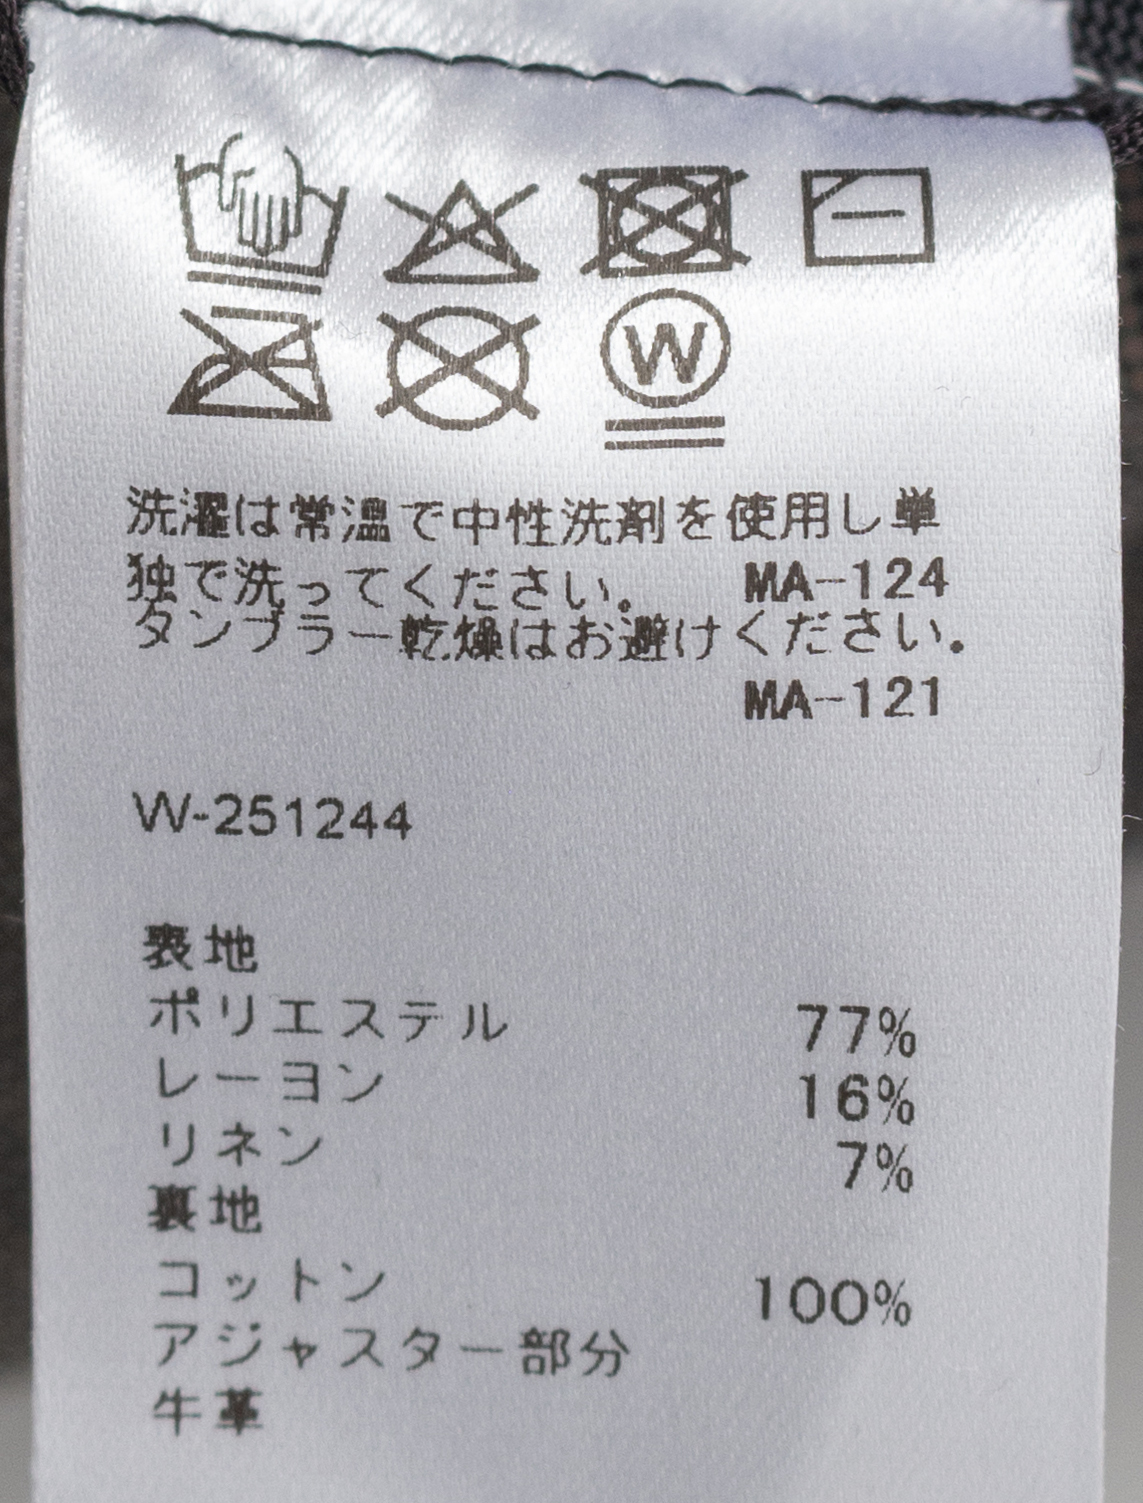 W
洗濯は常温で中性洗剤を使用し単
独で洗ってください。 MA-124
タンブラー乾燥はお避けください。
MA-121
W-251244
表地
ポリエステル 77%
レーヨン 16%
リネン 7%
裏地
コットン 100%
アジャスター部分
牛革